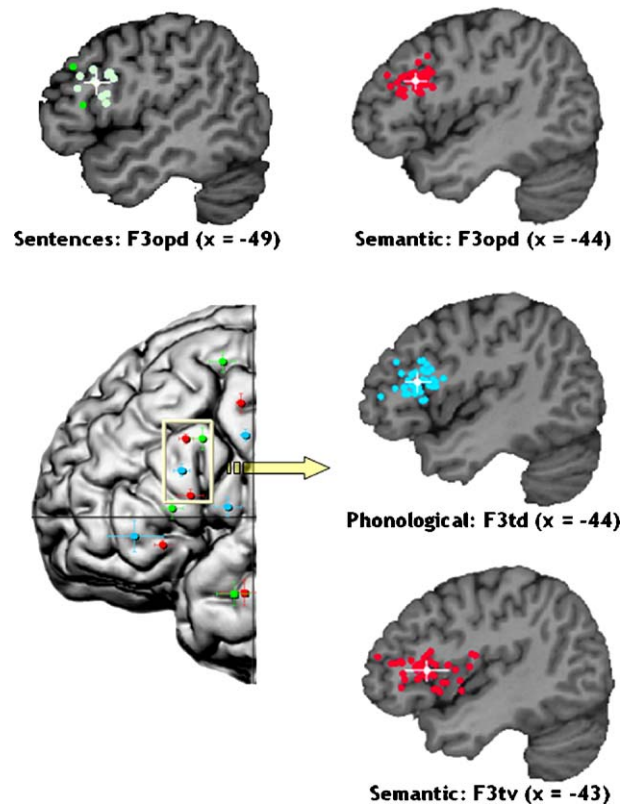 Sentences: F3opd (x = -49)
Semantic: F3opd (x = -44)
Phonological: F3td (x = -44)
Semantic: F3tv (x = -43)